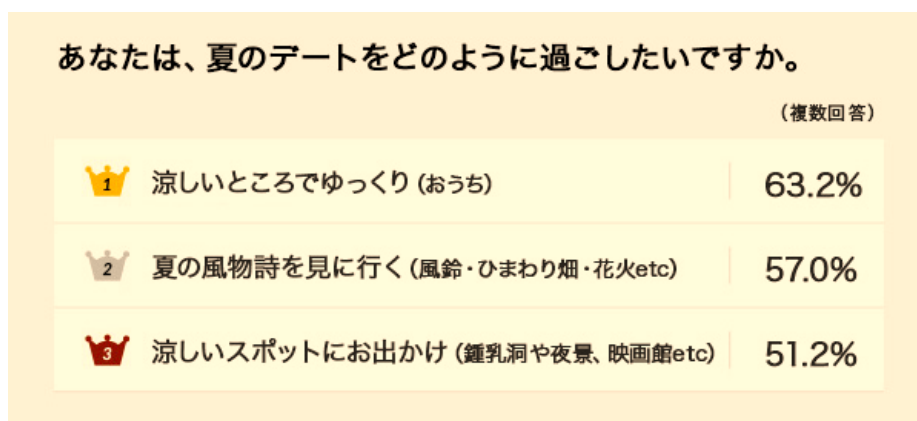 あなたは、夏のデートをどのように過ごしたいですか。
（複数回答）
1 涼しいところでゆっくり（おうち） 63.2%
2 夏の風物詩を見に行く（風鈴・ひまわり畑・花火etc） 57.0%
3 涼しいスポットにお出かけ（鍾乳洞や夜景、映画館etc） 51.2%